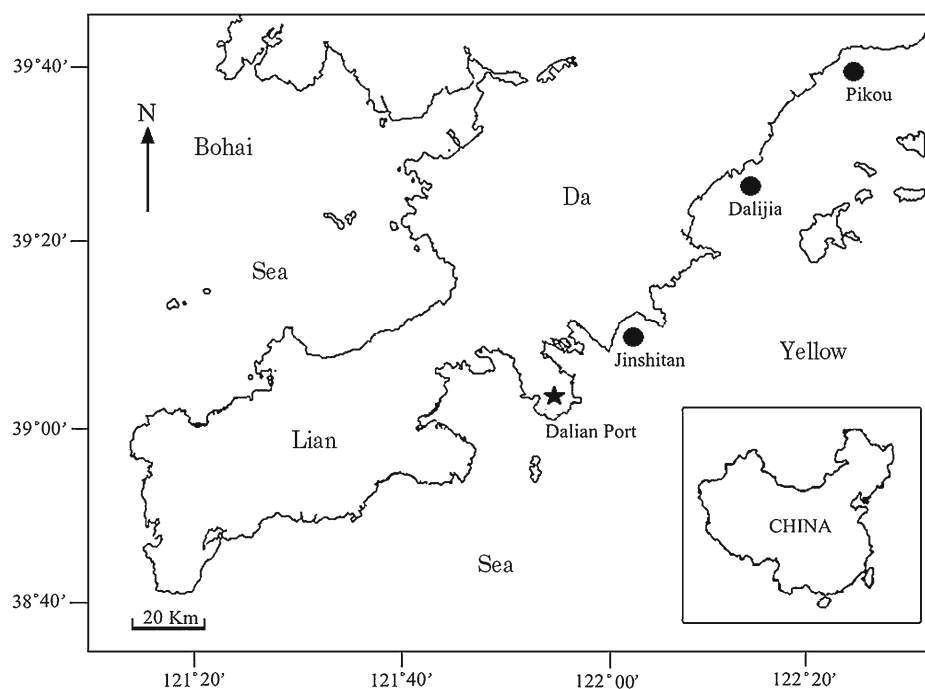 39°40′
Pikou
N
Bohai
Da
Dalijia
39°20′
Sea
Yellow
Jinshitan
39°00′
Lian
Dalian Port
CHINA
Sea
38°40′
20 Km
121°20′
121°40′
122°00′
122°20′